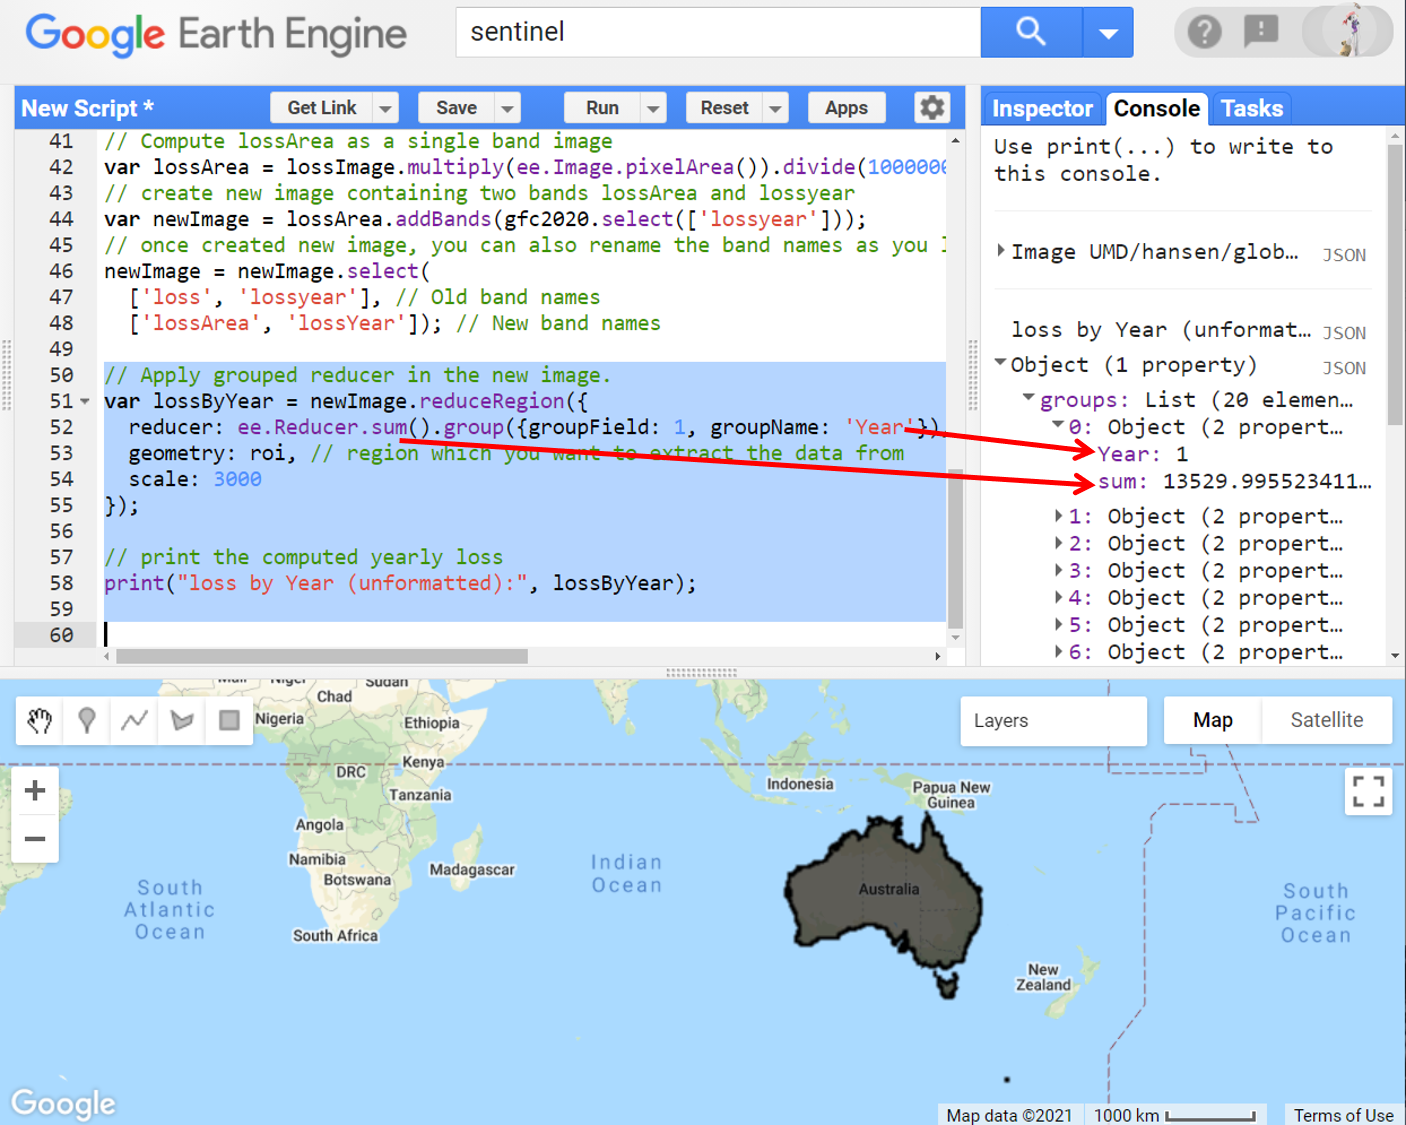 Google Earth Engine
sentinel
New Script *
Get Link
Save
Run
Reset
Apps
Inspector
Console
Tasks
41 // Compute lossArea as a single band image
42 var lossArea = lossImage.multiply(ee.Image.pixelArea()).divide(1000000
43 // create new image containing two bands lossArea and lossyear
44 var newImage = lossArea.addBands(gfc2020.select(['lossyear']));
45 // once created new image, you can also rename the band names as you
46 newImage = newImage.select(
47 ['loss', 'lossyear'], // Old band names
48 ['lossArea', 'lossYear']); // New band names
49
50 // Apply grouped reducer in the new image.
51 var lossByYear = newImage.reduceRegion({
52 reducer: ee.Reducer.sum().group({groupField: 1, groupName: 'Year'}),
53 geometry: roi, // region which you want to extract the data from
54 scale: 3000
55 });
56
57 // print the computed yearly loss
58 print("loss by Year (unformatted):", lossByYear);
59
60
Use print(...) to write to
this console.
Image UMD/hansen/glob... JSON
loss by Year (unformat... JSON
Object (1 property) JSON
groups: List (20 elemen...
0: Object (2 propert...
Year: 1
sum: 13529.995523411...
1: Object (2 propert...
2: Object (2 propert...
3: Object (2 propert...
4: Object (2 propert...
5: Object (2 propert...
6: Object (2 propert...
Layers
Map
Satellite
Mali
Niger
Sudan
Chad
Nigeria
Ethiopia
Kenya
DRC
Tanzania
Indonesia
Papua New
Guinea
Angola
Namibia
Botswana
Madagascar
South Africa
Indian
Ocean
South
Atlantic
Ocean
Australia
New
Zealand
South
Pacific
Ocean
Google
Map data ©2021
1000 km
Terms of Use